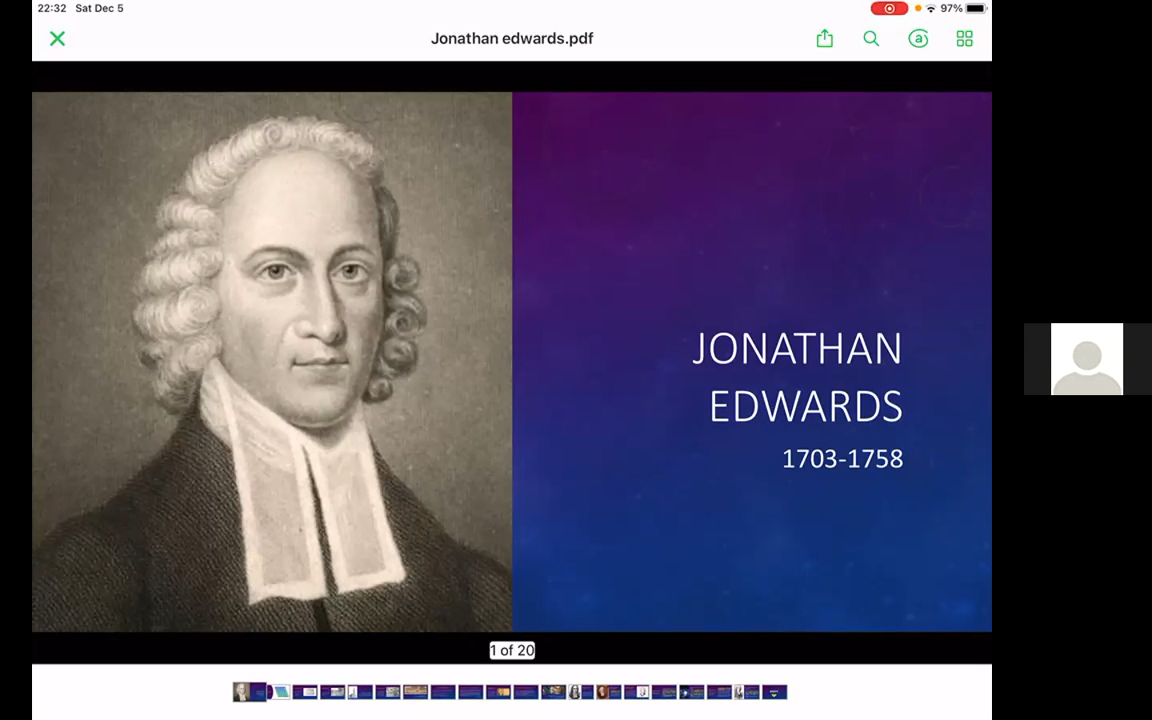 22:32 Sat Dec 5
97%
Jonathan edwards.pdf
a
JONATHAN
EDWARDS
1703-1758
1 of 20